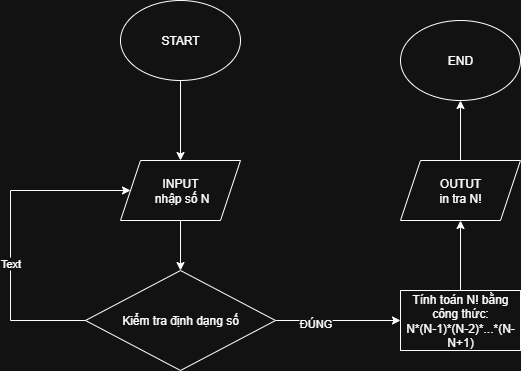 START
END
INPUT
nhập số N
OUTUT
in tra N!
Text
Kiểm tra định dạng số
ĐÚNG
Tính toán N! bằng
công thức:
N*(N-1)*(N-2)*...*(N-
N+1)